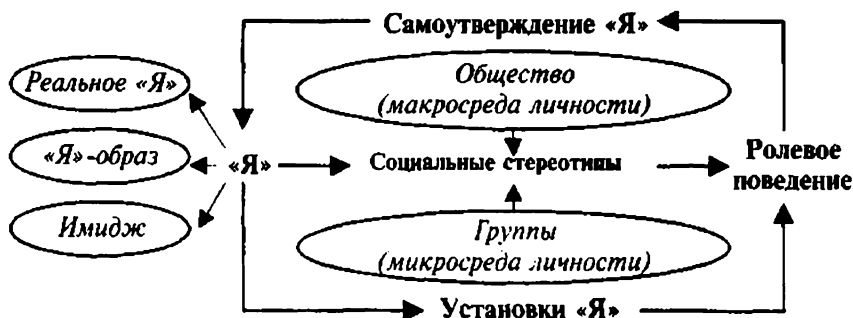 Самоутверждение «Я»
Реальное «Я»
Общество
(макросреда личности)
«Я»-образ
«Я»
Социальные стереотипы
Ролевое
поведение
Имидж
Группы
(микросреда личности)
Установки «Я»